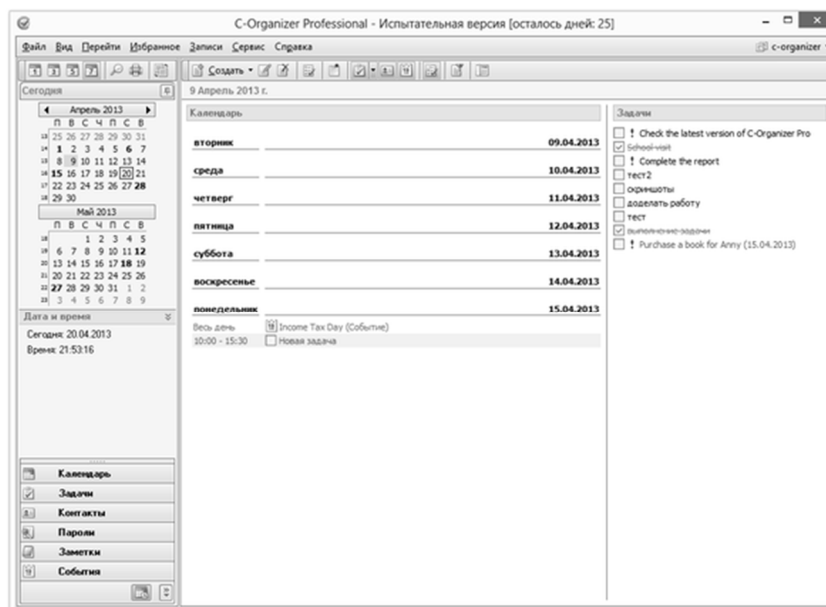 C-Organizer Professional - Испытательная версия [осталось дней: 25]
Файл Вид Перейти Избранное Записи Сервис Справка
c-organizer
1 3 5 7 Создать
Сегодня
9 Апрель 2013 г.
Апрель 2013
П В С Ч П С В
13 25 26 27 28 29 30 31
14 1 2 3 4 5 6 7
15 8 9 10 11 12 13 14
16 15 16 17 18 19 20 21
17 22 23 24 25 26 27 28
18 29 30
Май 2013
П В С Ч П С В
18 1 2 3 4 5
19 6 7 8 9 10 11 12
20 13 14 15 16 17 18 19
21 20 21 22 23 24 25 26
22 27 28 29 30 31 1 2
23 3 4 5 6 7 8 9
Дата и время
Сегодня: 20.04.2013
Время: 21:53:16
Календарь
Задачи
Контакты
Пароли
Заметки
События
Календарь
вторник 09.04.2013
среда 10.04.2013
четверг 11.04.2013
пятница 12.04.2013
суббота 13.04.2013
воскресенье 14.04.2013
понедельник 15.04.2013
Весь день Income Tax Day (Событие)
10:00 - 15:30 Новая задача
Задачи
! Check the latest version of C-Organizer Pro
School visit
! Complete the report
тест2
скриншоты
доделать работу
тест
выполнение задачи
! Purchase a book for Anny (15.04.2013)